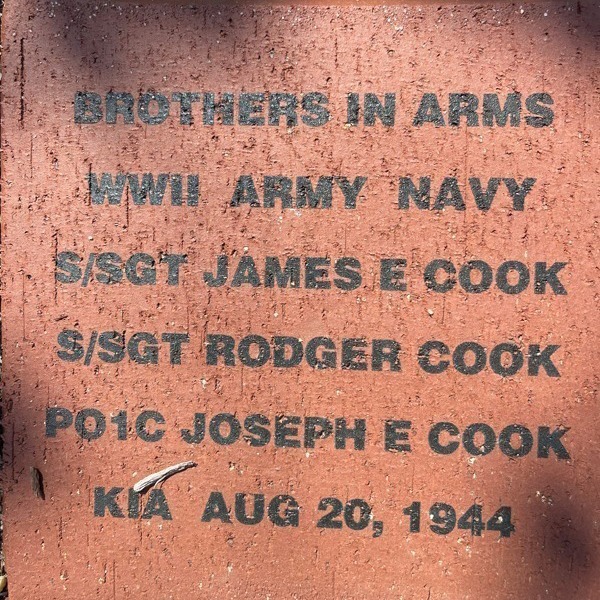 BROTHERS IN ARMS
WWII ARMY NAVY
S/SGT JAMES E COOK
S/SGT RODGER COOK
PO1C JOSEPH E COOK
KIA AUG 20, 1944